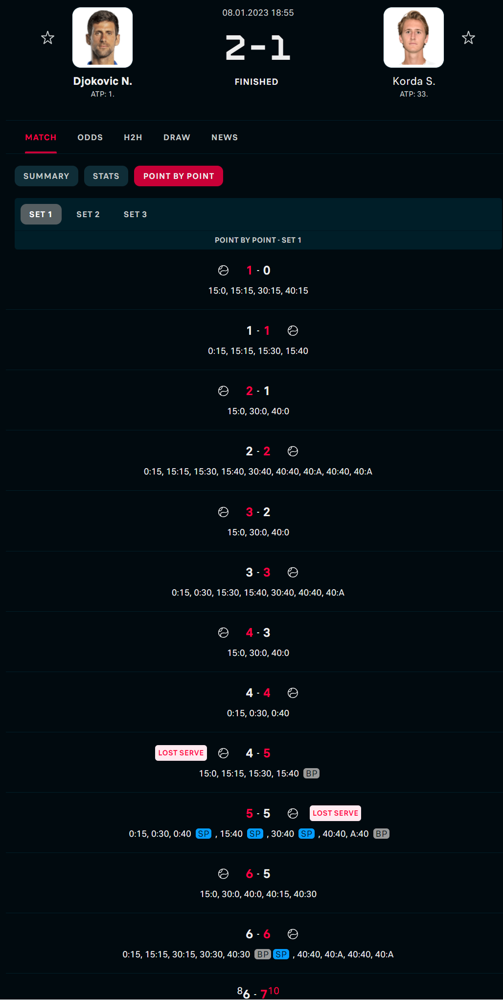 08.01.2023 18:55
2-1
FINISHED
Djokovic N.
ATP: 1.
Korda S.
ATP: 33.
MATCH ODDS H2H DRAW NEWS
SUMMARY STATS POINT BY POINT
SET 1 SET 2 SET 3
POINT BY POINT - SET 1
1 - 0
15:0, 15:15, 30:15, 40:15
1 - 1
0:15, 15:15, 15:30, 15:40
2 - 1
15:0, 30:0, 40:0
2 - 2
0:15, 15:15, 15:30, 15:40, 30:40, 40:40, 40:A, 40:40, 40:A
3 - 2
15:0, 30:0, 40:0
3 - 3
0:15, 0:30, 15:30, 15:40, 30:40, 40:40, 40:A
4 - 3
15:0, 30:0, 40:0
4 - 4
0:15, 0:30, 0:40
LOST SERVE 4 - 5
15:0, 15:15, 15:30, 15:40 BP
5 - 5 LOST SERVE
0:15, 0:30, 0:40 SP , 15:40 SP , 30:40 SP , 40:40, A:40 BP
6 - 5
15:0, 30:0, 40:0, 40:15, 40:30
6 - 6
0:15, 15:15, 30:15, 30:30, 40:30 BP SP , 40:40, 40:A, 40:40, 40:A
8 6 - 7 10